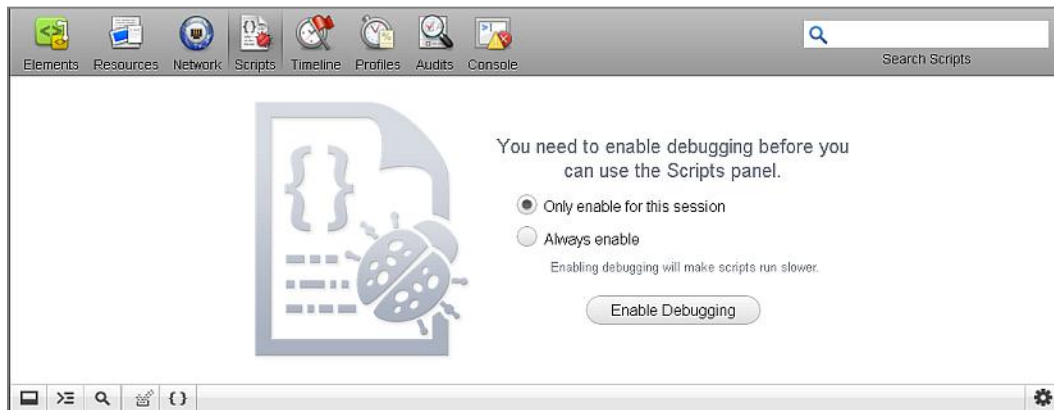 Elements Resources Network Scripts Timeline Profiles Audits Console
Search Scripts
You need to enable debugging before you
can use the Scripts panel.
Only enable for this session
Always enable
Enabling debugging will make scripts run slower.
Enable Debugging